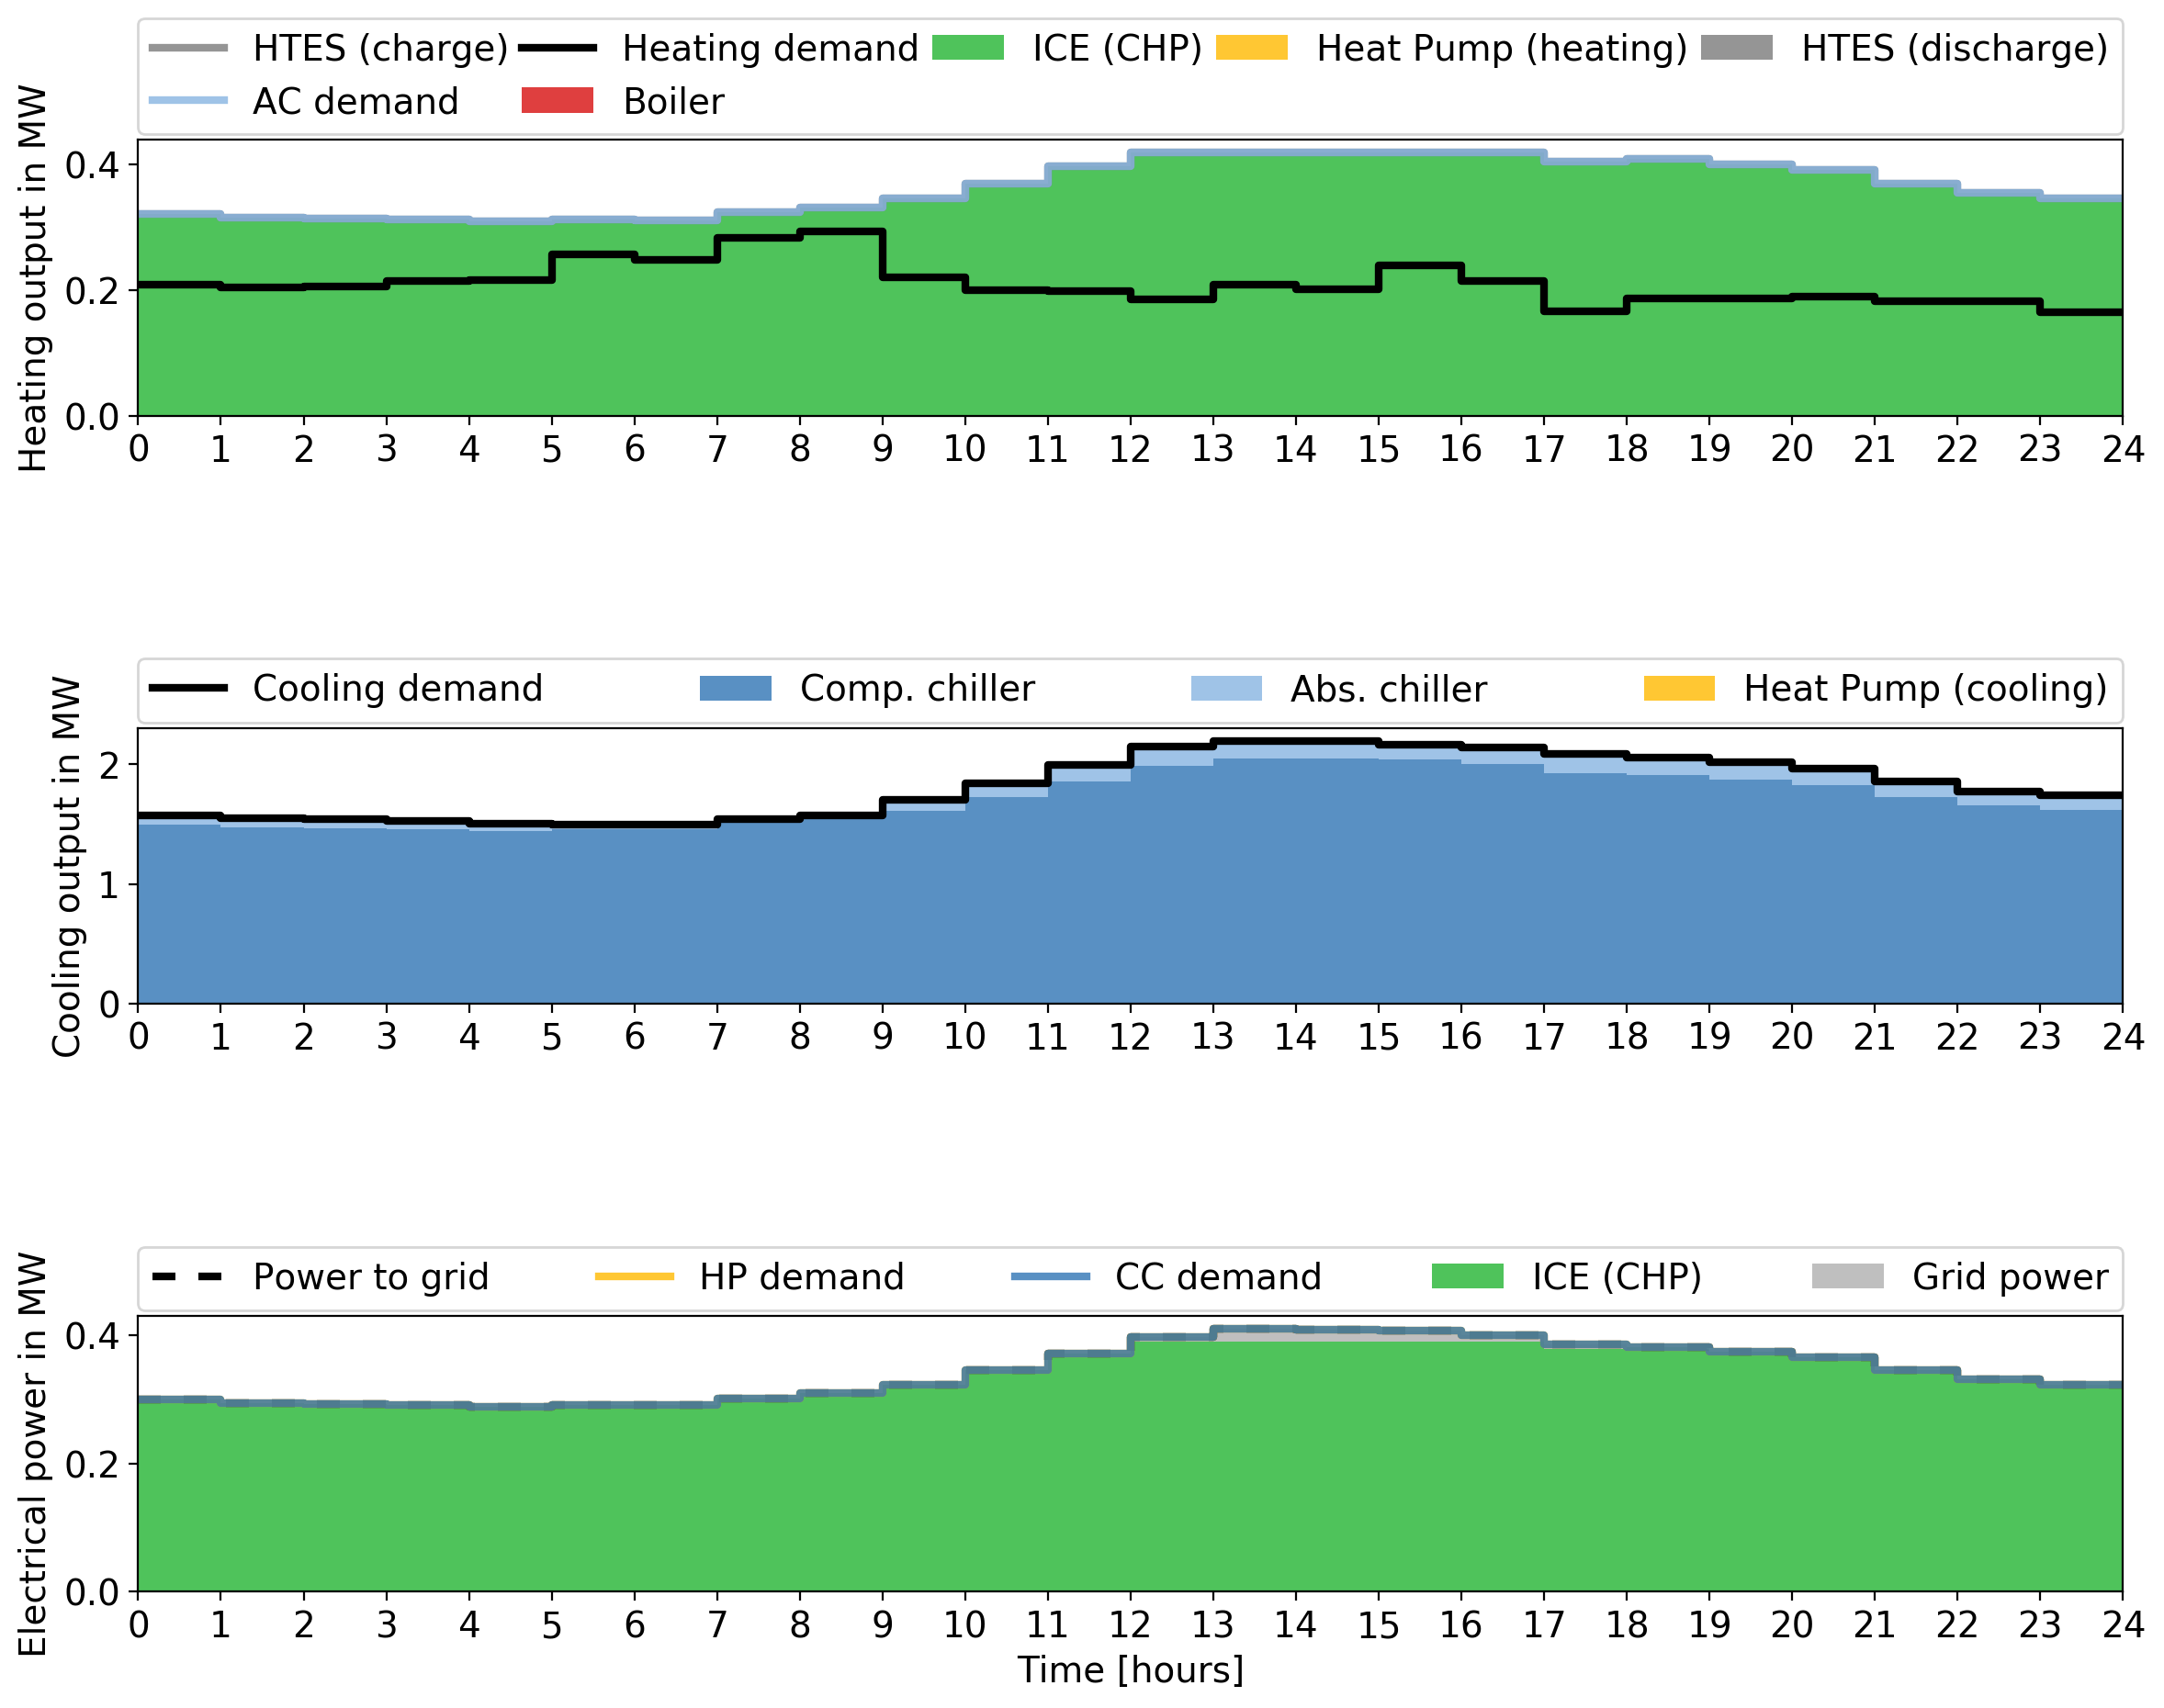 HTES (charge) Heating demand ICE (CHP) Heat Pump (heating) HTES (discharge)
AC demand Boiler
Heating output in MW
0.4
0.2
0.0
0 1 2 3 4 5 6 7 8 9 10 11 12 13 14 15 16 17 18 19 20 21 22 23 24
Cooling demand Comp. chiller Abs. chiller Heat Pump (cooling)
Cooling output in MW
2
1
0
0 1 2 3 4 5 6 7 8 9 10 11 12 13 14 15 16 17 18 19 20 21 22 23 24
Power to grid HP demand CC demand ICE (CHP) Grid power
Electrical power in MW
0.4
0.2
0.0
0 1 2 3 4 5 6 7 8 9 10 11 12 13 14 15 16 17 18 19 20 21 22 23 24
Time [hours]